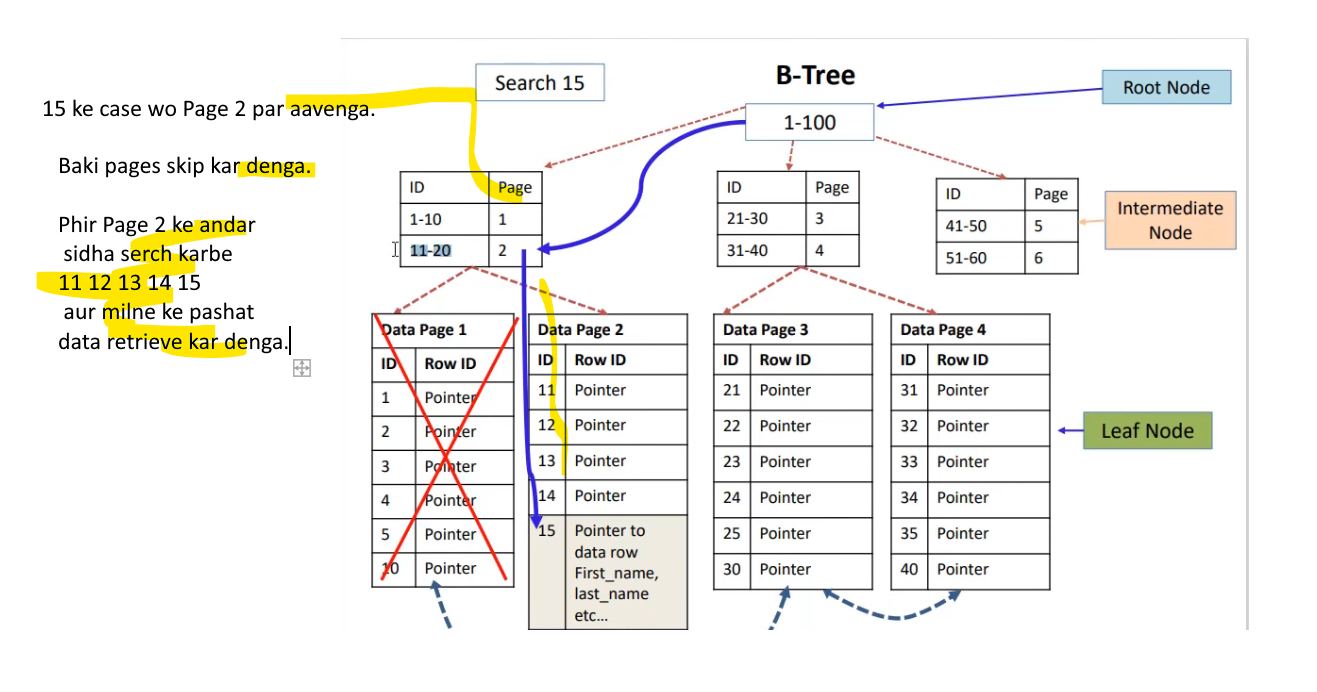 Search 15
B-Tree
Root Node
1-100
15 ke case wo Page 2 par aavenga.
Baki pages skip kar denga.
Phir Page 2 ke andar
sidha serch karbe
11 12 13 14 15
aur milne ke pashat
data retrieve kar denga.
ID Page
1-10 1
11-20 2
ID Page
21-30 3
31-40 4
ID Page
41-50 5
51-60 6
Intermediate
Node
Data Page 1
ID Row ID
1 Pointer
2 Pointer
3 Pointer
4 Pointer
5 Pointer
10 Pointer
Data Page 2
ID Row ID
11 Pointer
12 Pointer
13 Pointer
14 Pointer
15 Pointer to
data row
First_name,
last_name
etc...
Data Page 3
ID Row ID
21 Pointer
22 Pointer
23 Pointer
24 Pointer
25 Pointer
30 Pointer
Data Page 4
ID Row ID
31 Pointer
32 Pointer
33 Pointer
34 Pointer
35 Pointer
40 Pointer
Leaf Node